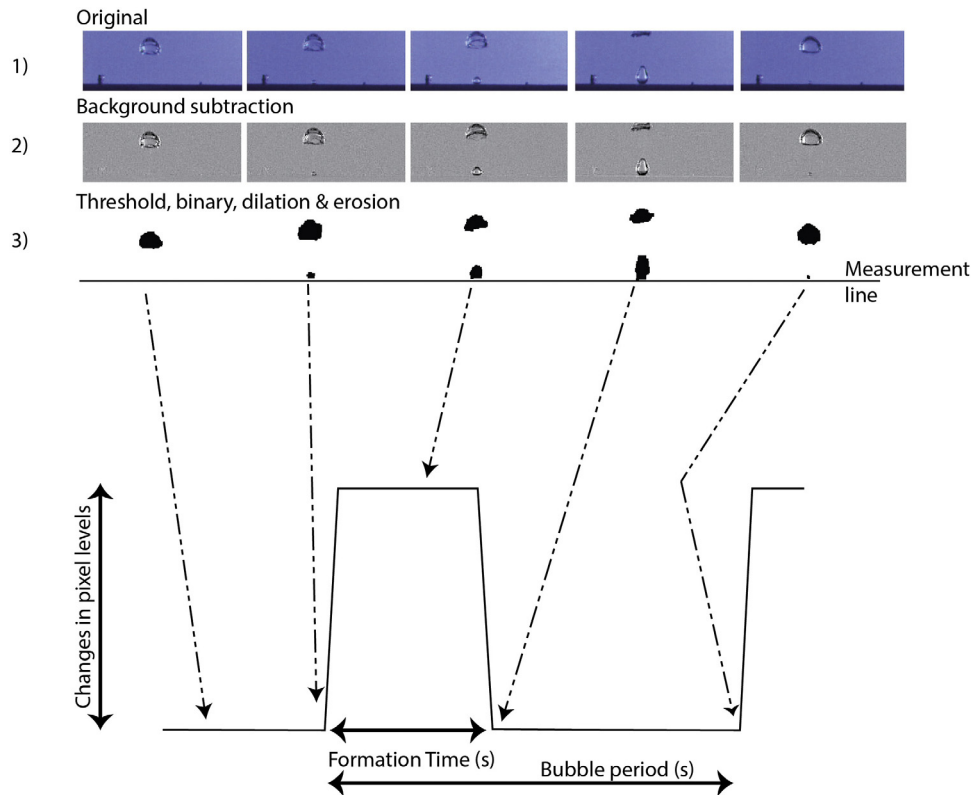 Original
1)
Background subtraction
2)
Threshold, binary, dilation & erosion
3)
Measurement
line
Changes in pixel levels
Formation Time (s)
Bubble period (s)